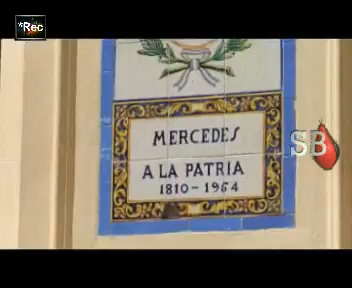 *Rec
MERCEDES
A LA PATRIA
1810-1964
SB